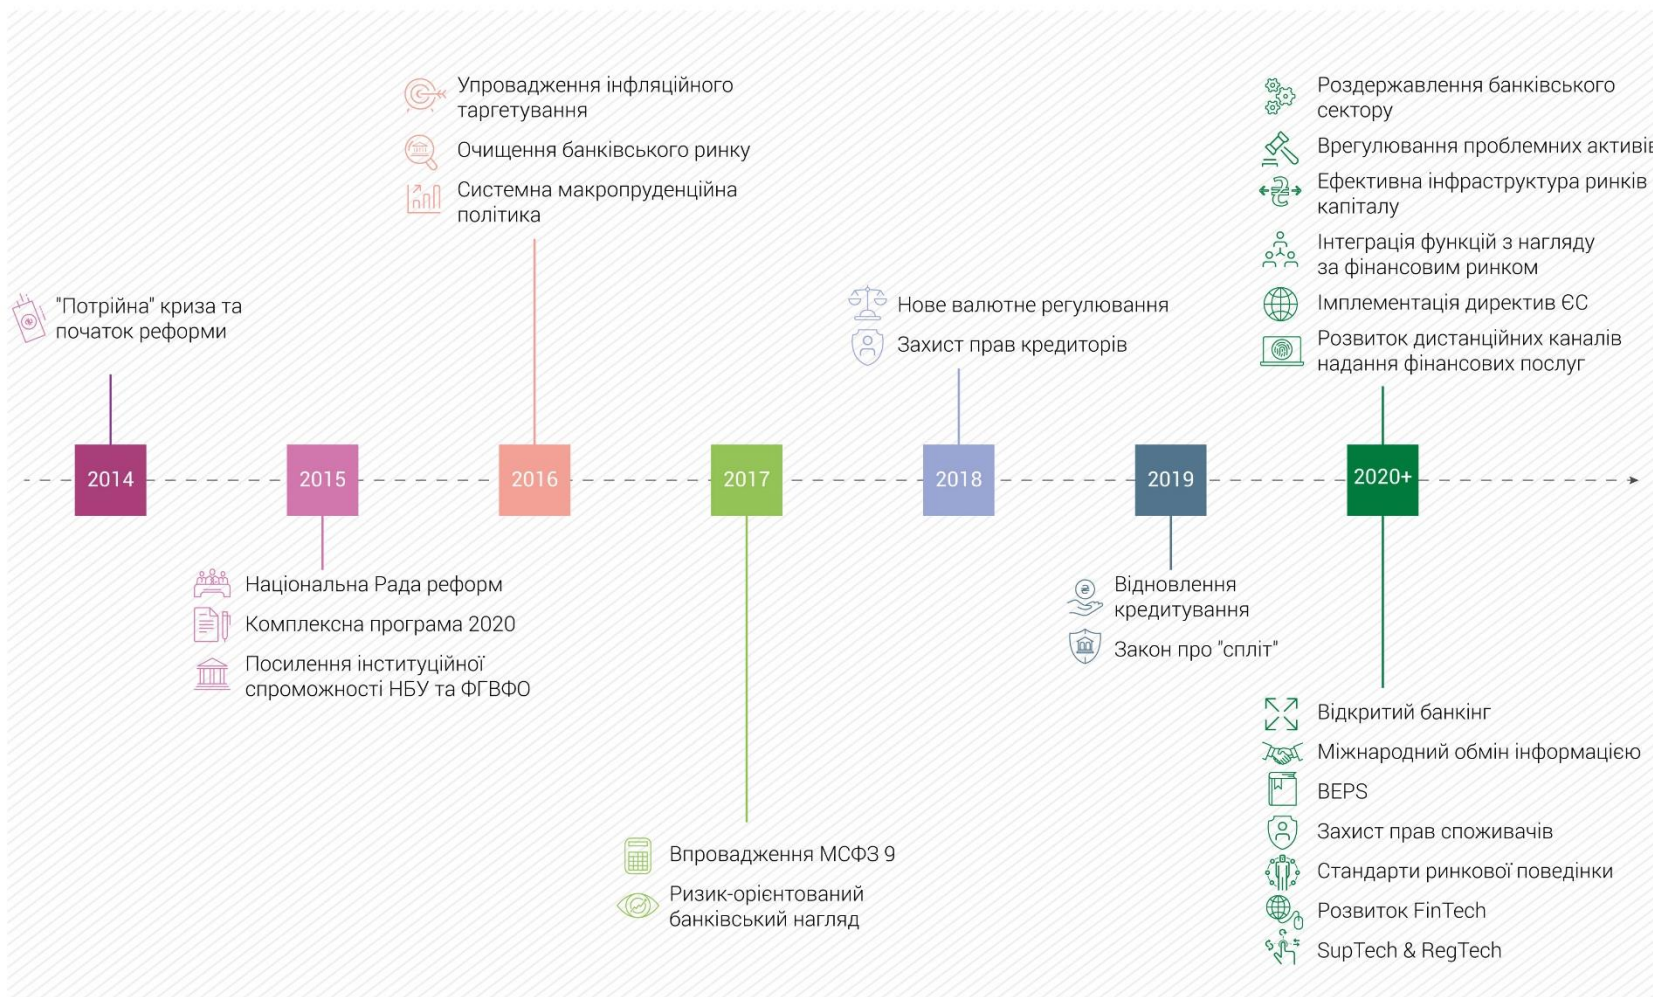 "Потрійна" криза та
початок реформи
2014
2015
Національна Рада реформ
Комплексна програма 2020
Посилення інституційної
спроможності НБУ та ФГВФО
Упровадження інфляційного
таргетування
Очищення банківського ринку
Системна макропруденційна
політика
2016
2017
Впровадження МСФЗ 9
Ризик-орієнтований
банківський нагляд
Нове валютне регулювання
Захист прав кредиторів
2018
2019
Відновлення
кредитування
Закон про "спліт"
Роздержавлення банківського
сектору
Врегулювання проблемних активів
Ефективна інфраструктура ринків
капіталу
Інтеграція функцій з нагляду
за фінансовим ринком
Імплементація директив ЄС
Розвиток дистанційних каналів
надання фінансових послуг
2020+
Відкритий банкінг
Міжнародний обмін інформацією
BEPS
Захист прав споживачів
Стандарти ринкової поведінки
Розвиток FinTech
SupTech & RegTech